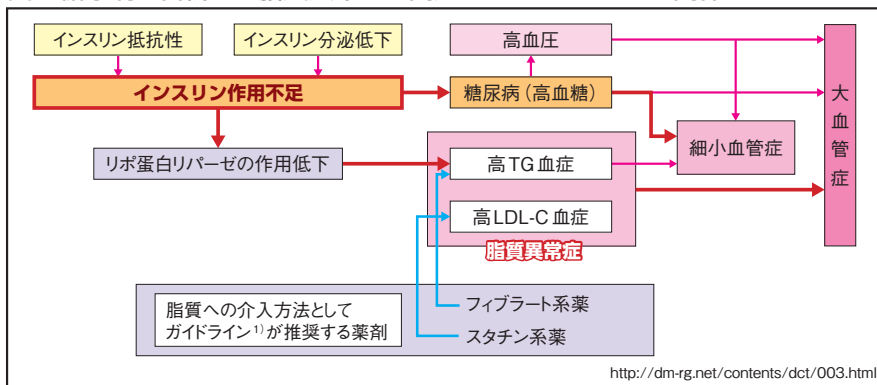 インスリン抵抗性
インスリン分泌低下
高血圧
インスリン作用不足
糖尿病（高血糖）
大血管症
細小血管症
リポ蛋白リパーゼの作用低下
高TG血症
高LDL-C血症
脂質異常症
脂質への介入方法として
ガイドライン1)が推奨する薬剤
フィブラート系薬
スタチン系薬
http://dm-rg.net/contents/dct/003.html